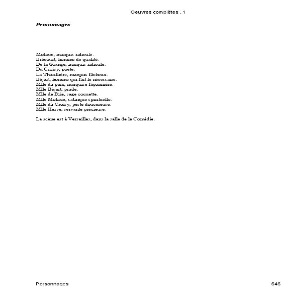 Oeuvres complètes . 1
Personnages
Molière, marquis ridicule.
Brécourt, homme de qualité.
De la Grange, marquis ridicule.
Du Croisy, poète.
La Thorillière, marquis fâcheux.
Béjart, homme qui fait le nécessaire.
Mlle du Parc, marquise façonnière.
Mlle Béjart, prude.
Mlle de Brie, sage coquette.
Mlle Molière, satirique spirituelle.
Mlle du Croisy, peste doucereuse.
Mlle Hervé, servante précieuse.
La scène est à Versailles, dans la salle de la Comédie.
Personnages